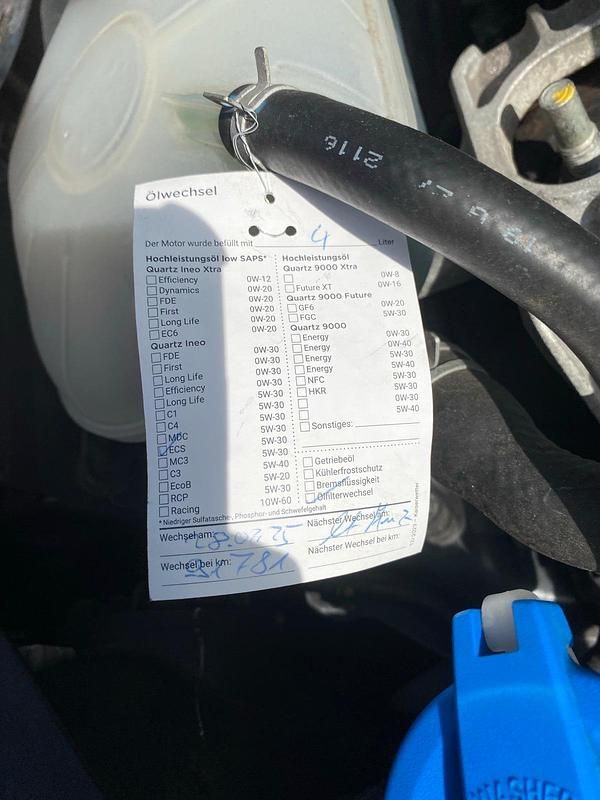 2116
Ölwechsel
Der Motor wurde befüllt mit 4 Liter
Hochleistungsöl low SAPS*
Quartz Ineo Xtra
Efficiency 0W-12
Dynamics 0W-20
FDE 0W-20
First 0W-20
Long Life 0W-20
EC6 0W-20
Quartz Ineo
FDE 0W-30
First 0W-30
Long Life 0W-30
Efficiency 5W-30
Long Life 5W-30
C1 5W-30
C4 5W-30
MDC 5W-30
ECS 5W-30
MC3 5W-30
C3 5W-40
EcoB 5W-20
RCP 5W-30
Racing 10W-60
Hochleistungsöl
Quartz 9000 Xtra
0W-8
Future XT 0W-16
Quartz 9000 Future
GF6 0W-20
FGC 5W-30
Quartz 9000
Energy 0W-30
Energy 0W-40
Energy 5W-40
Energy 5W-30
NFC 5W-30
HKR 5W-30
0W-30
5W-40
Sonstiges:
Getriebeöl
Kühlerfrostschutz
Bremsflüssigkeit
Ölfilterwechsel
* Niedriger Sulfatasche-, Phosphor- und Schwefelgehalt
Wechsel am:
Wechsel bei km: 91781
Nächster Wechsel am:
Nächster Wechsel bei km:
WASHER